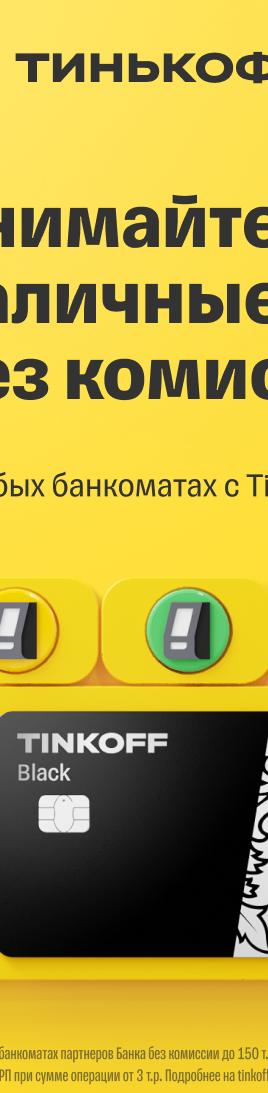 ТИНЬКОФ
нимайте
аличные
ез комис
бых банкоматах с Ti
TINKOFF
Black
банкоматах партнеров Банка без комиссии до 150 т.
РП при сумме операции от 3 т.р. Подробнее на tinkoff